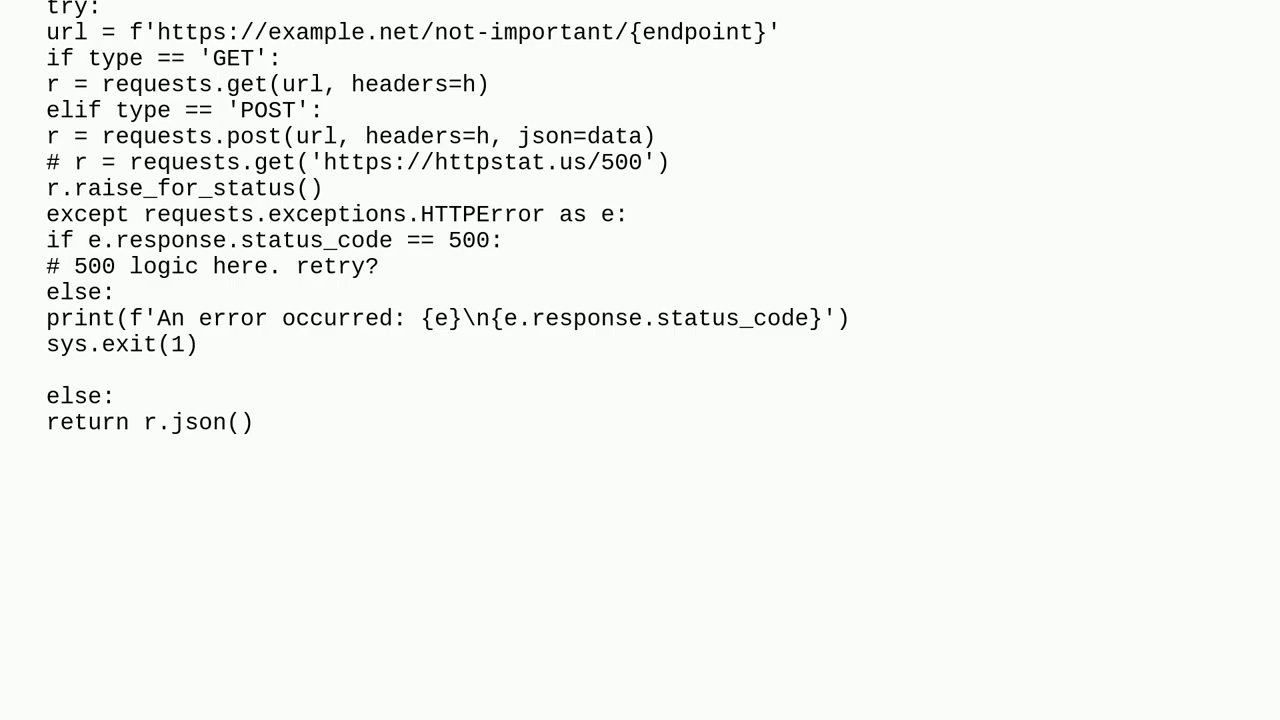 try:
url = f'https://example.net/not-important/{endpoint}'
if type == 'GET':
r = requests.get(url, headers=h)
elif type == 'POST':
r = requests.post(url, headers=h, json=data)
# r = requests.get('https://httpstat.us/500')
r.raise_for_status()
except requests.exceptions.HTTPError as e:
if e.response.status_code == 500:
# 500 logic here. retry?
else:
print(f'An error occurred: {e}\n{e.response.status_code}')
sys.exit(1)
else:
return r.json()